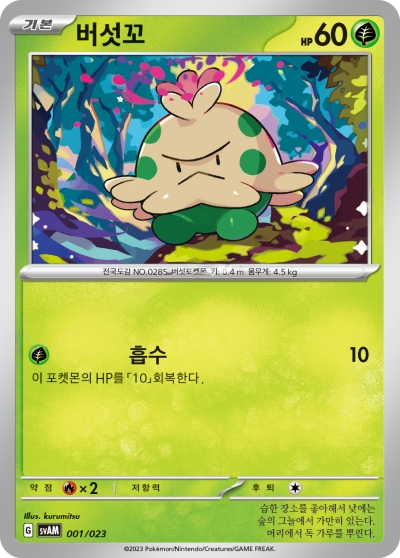 기본 버섯꼬 HP 60
전국도감 NO.0285 버섯포켓몬 키: 0.4 m 몸무게: 4.5 kg
흡수 10
이 포켓몬의 HP를 「10」 회복한다.
약점 ×2 저항력 후퇴
Illus. kurumitsu
G svAM 001/023
습한 장소를 좋아해서 낮에는
숲의 그늘에서 가만히 있는다.
머리에서 독 가루를 뿌린다.
©2023 Pokémon/Nintendo/Creatures/GAME FREAK.